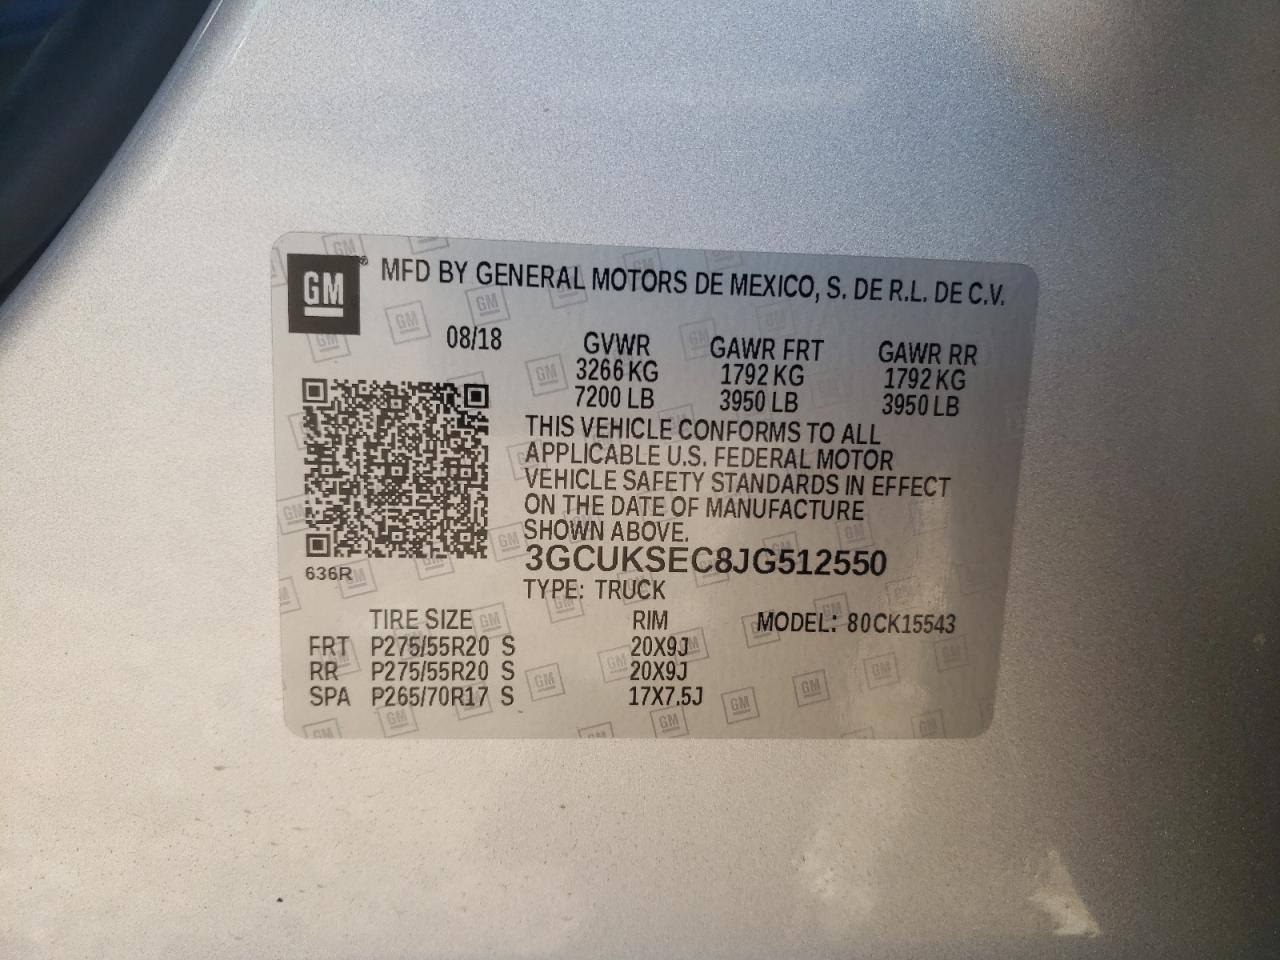 GM
MFD BY GENERAL MOTORS DE MEXICO, S. DE R.L. DE C.V.
08/18 GVWR GAWR FRT GAWR RR
3266 KG 1792 KG 1792 KG
7200 LB 3950 LB 3950 LB
THIS VEHICLE CONFORMS TO ALL
APPLICABLE U.S. FEDERAL MOTOR
VEHICLE SAFETY STANDARDS IN EFFECT
ON THE DATE OF MANUFACTURE
SHOWN ABOVE.
3GCUKSEC8JG512550
636R
TYPE: TRUCK
TIRE SIZE RIM MODEL: 80CK15543
FRT P275/55R20 S 20X9J
RR P275/55R20 S 20X9J
SPA P265/70R17 S 17X7.5J